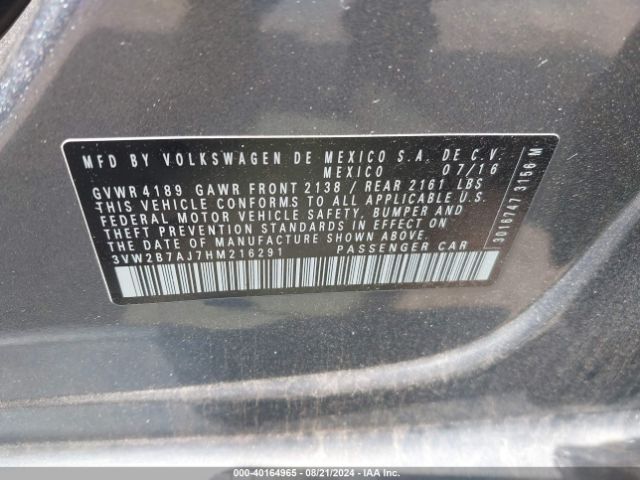 MFD BY VOLKSWAGEN DE MEXICO S.A. DE C.V.
MEXICO 07/16
GVWR 4189 GAWR FRONT 2138 / REAR 2161 LBS
THIS VEHICLE CONFORMS TO ALL APPLICABLE U.S.
FEDERAL MOTOR VEHICLE SAFETY, BUMPER AND
THEFT PREVENTION STANDARDS IN EFFECT
ON THE DATE OF MANUFACTURE SHOWN ABOVE.
3VW2B7AJ7HM216291 PASSENGER CAR
3016747 3156 M
000-40164965 08/21/2024 IAAI.com